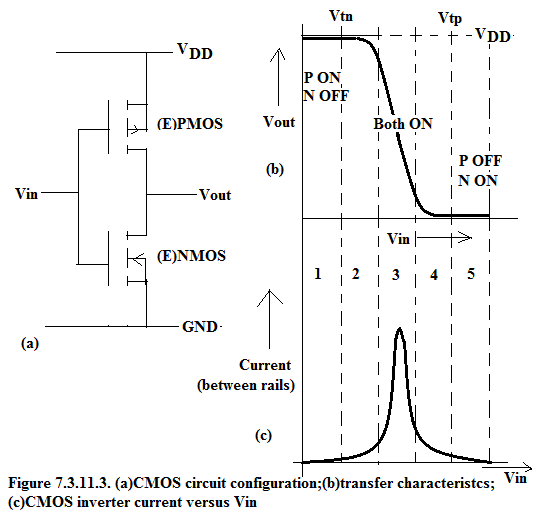 VDD
(E)PMOS
Vin
Vout
(E)NMOS
GND
(a)
Vtn
Vtp
VDD
P ON
N OFF
Vout
Both ON
(b)
P OFF
N ON
Vin
1 2 3 4 5
Current
(between rails)
(c)
Vin
Figure 7.3.11.3. (a)CMOS circuit configuration;(b)transfer characteristcs;
(c)CMOS inverter current versus Vin